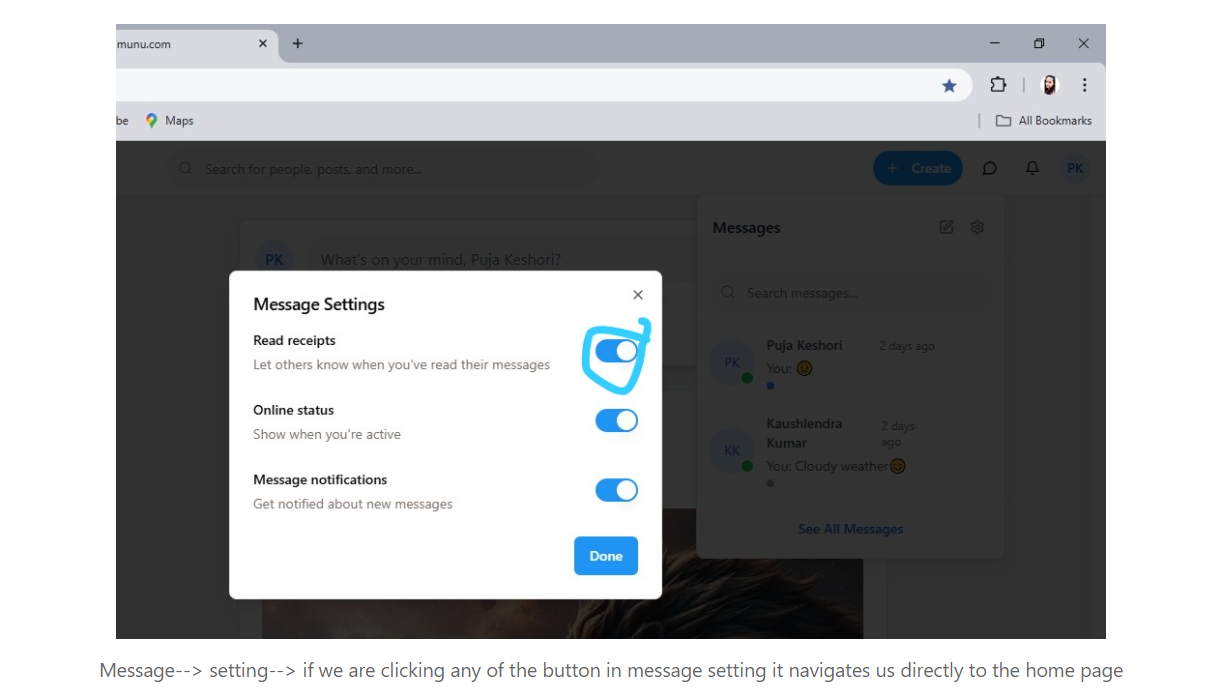 munu.com
be Maps
All Bookmarks
Search for people, posts, and more...
+ Create
PK
Messages
PK What's on your mind, Puja Keshori?
Search messages...
Message Settings
Read receipts
Let others know when you've read their messages
Online status
Show when you're active
Message notifications
Get notified about new messages
Done
PK
Puja Keshori 2 days ago
You: 😊
KK
Kaushlendra 2 days
Kumar ago
You: Cloudy weather😊
See All Messages
Message--> setting--> if we are clicking any of the button in message setting it navigates us directly to the home page